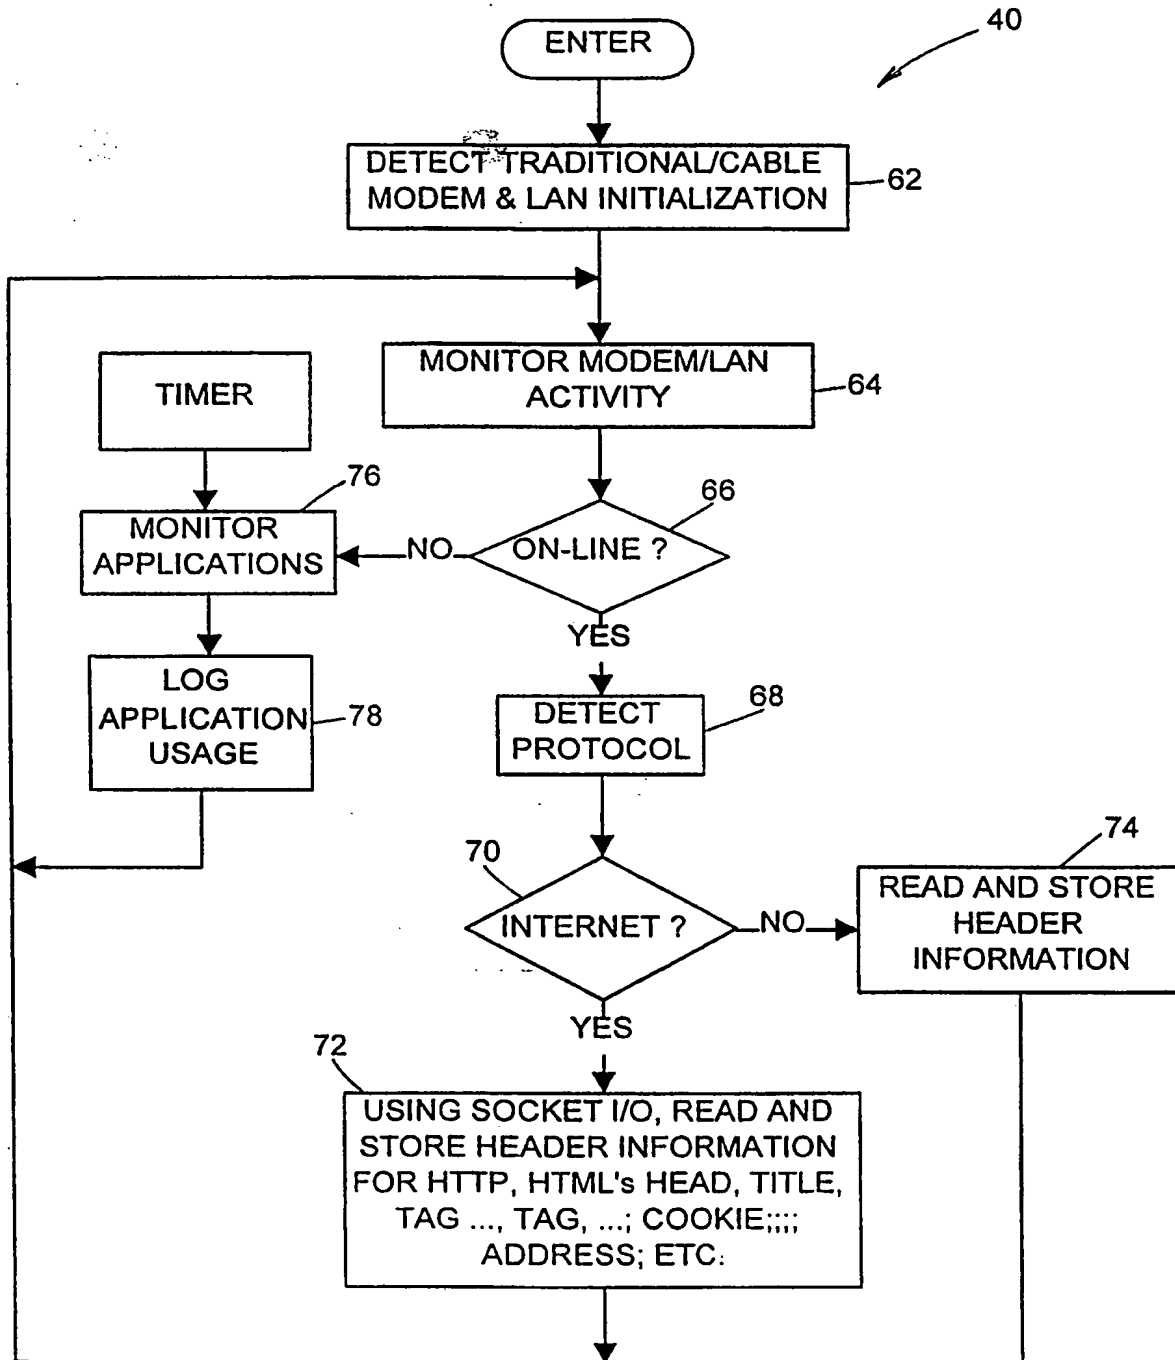 40
ENTER
DETECT TRADITIONAL/CABLE
MODEM & LAN INITIALIZATION
62
MONITOR MODEM/LAN
ACTIVITY
64
TIMER
76
MONITOR
APPLICATIONS
NO
66
ON-LINE ?
YES
LOG
APPLICATION
USAGE
78
68
DETECT
PROTOCOL
70
INTERNET ?
NO
74
READ AND STORE
HEADER
INFORMATION
YES
72
USING SOCKET I/O, READ AND
STORE HEADER INFORMATION
FOR HTTP, HTML's HEAD, TITLE,
TAG ..., TAG, ...; COOKIE;;;;
ADDRESS; ETC.